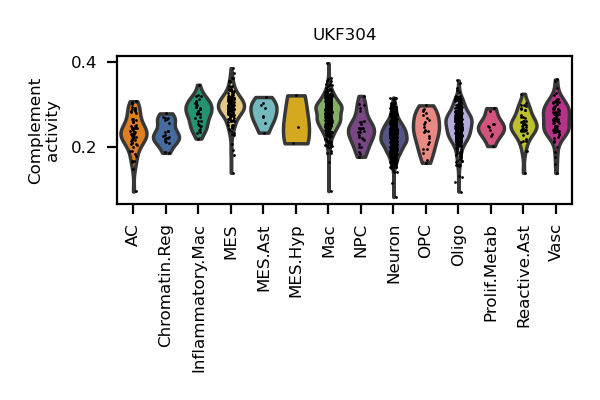 UKF304
Complement
activity
0.4
0.2
AC
Chromatin.Reg
Inflammatory.Mac
MES
MES.Ast
MES.Hyp
Mac
NPC
Neuron
OPC
Oligo
Prolif.Metab
Reactive.Ast
Vasc